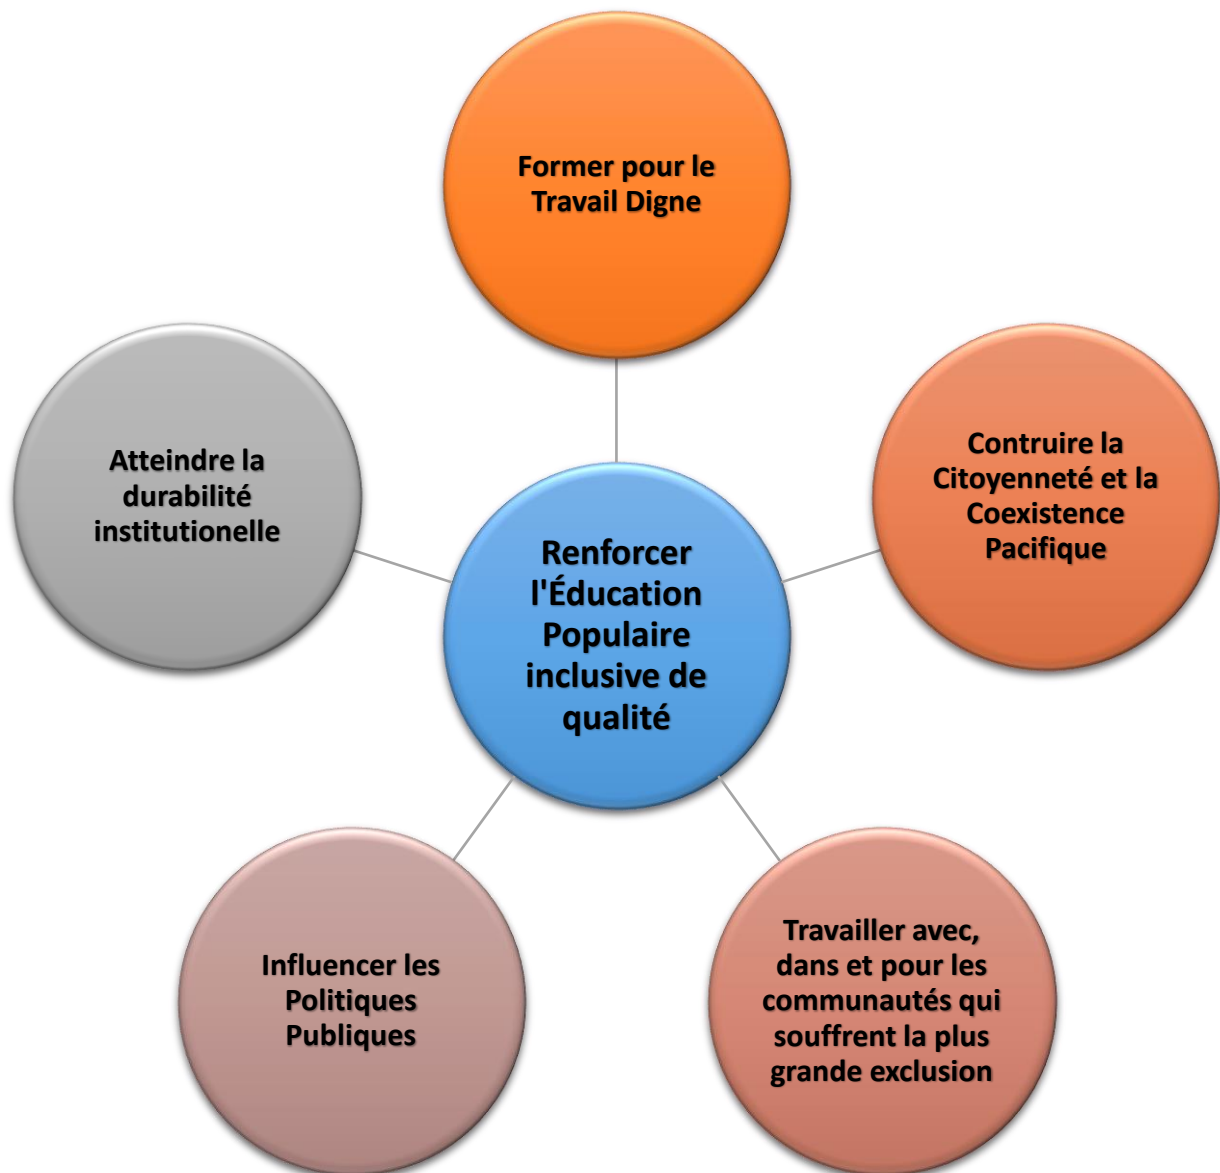 Former pour le
Travail Digne
Contruire la
Citoyenneté et la
Coexistence
Pacifique
Atteindre la
durabilité
institutionelle
Renforcer
l'Éducation
Populaire
inclusive de
qualité
Travailler avec,
dans et pour les
communautés qui
souffrent la plus
grande exclusion
Influencer les
Politiques
Publiques